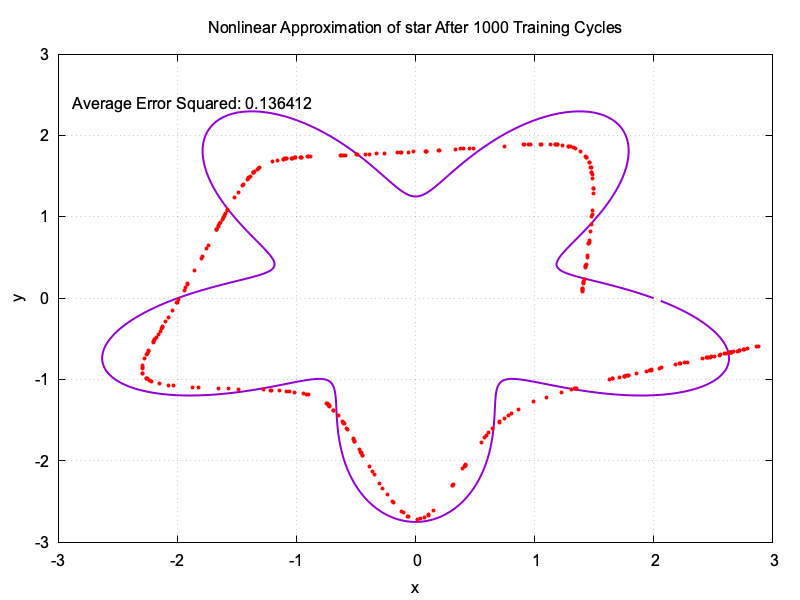 Nonlinear Approximation of star After 1000 Training Cycles
3
Average Error Squared: 0.136412
2
1
0
y
-1
-2
-3
-3 -2 -1 0 1 2 3
x